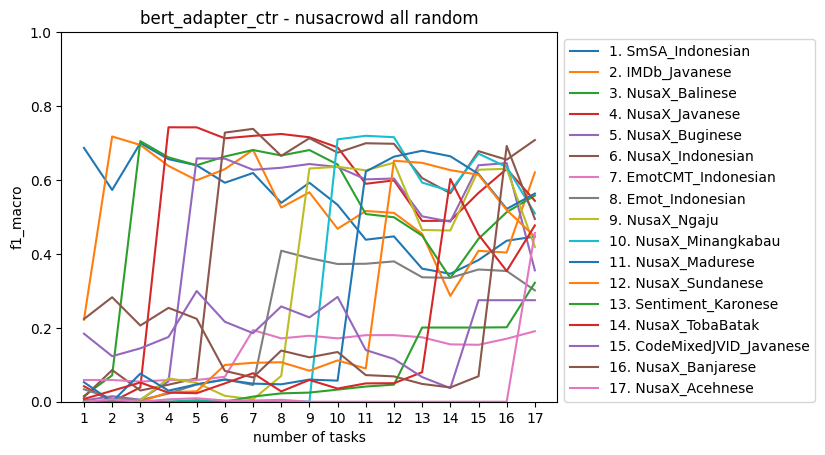 bert_adapter_ctr - nusacrowd all random
1.0
0.8
0.6
0.4
0.2
0.0
f1_macro
1 2 3 4 5 6 7 8 9 10 11 12 13 14 15 16 17
number of tasks
1. SmSA_Indonesian
2. IMDb_Javanese
3. NusaX_Balinese
4. NusaX_Javanese
5. NusaX_Buginese
6. NusaX_Indonesian
7. EmotCMT_Indonesian
8. Emot_Indonesian
9. NusaX_Ngaju
10. NusaX_Minangkabau
11. NusaX_Madurese
12. NusaX_Sundanese
13. Sentiment_Karonese
14. NusaX_TobaBatak
15. CodeMixedJVID_Javanese
16. NusaX_Banjarese
17. NusaX_Acehnese